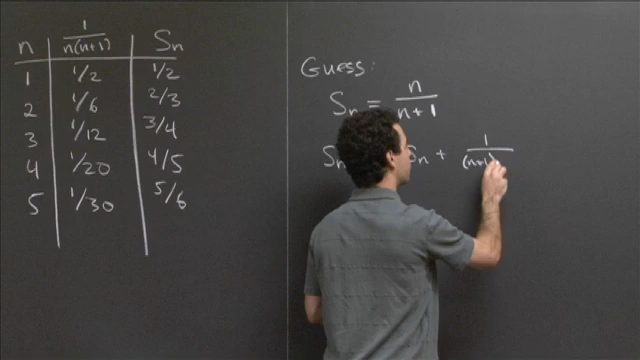 n 1/n(n+1) Sn
1 1/2 1/2
2 1/6 2/3
3 1/12 3/4
4 1/20 4/5
5 1/30 5/6
Guess:
Sn = n/n+1
Sn Sn + 1/(n+1)